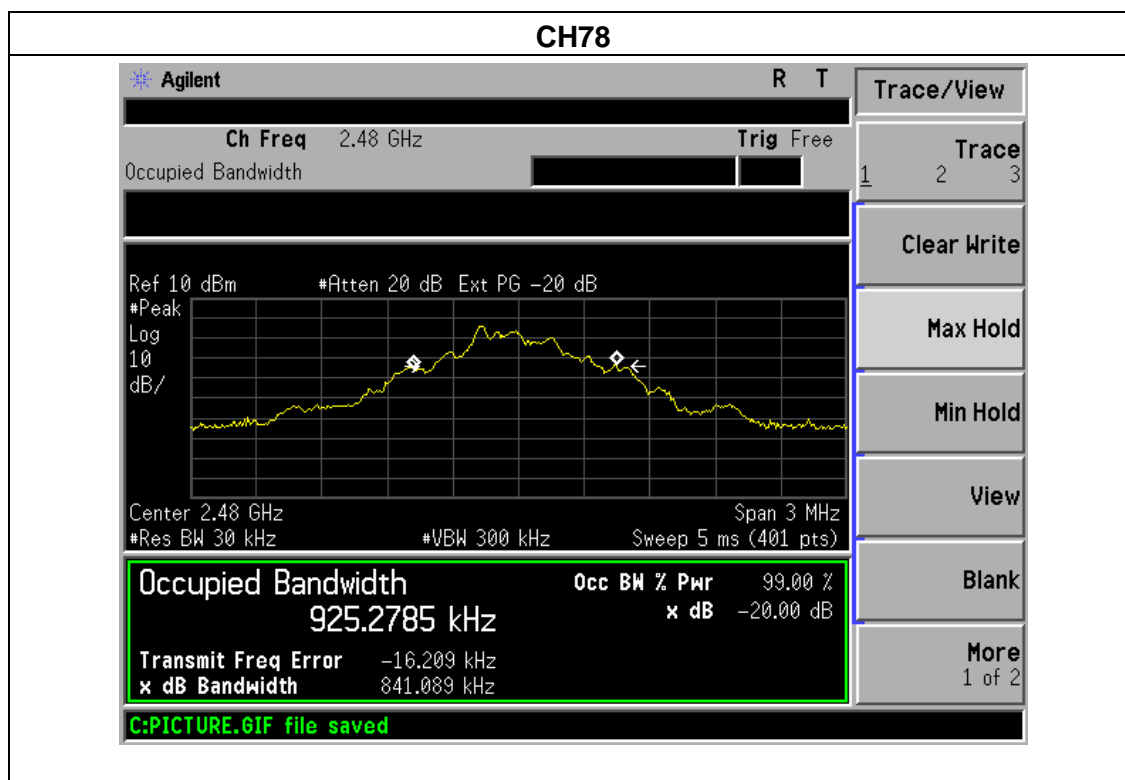 CH78
Agilent R T
Trace/View
Ch Freq 2.48 GHz Trig Free
Occupied Bandwidth
Trace
1 2 3
Clear Write
Ref 10 dBm #Atten 20 dB Ext PG -20 dB
#Peak
Log
10
dB/
Max Hold
Min Hold
View
Center 2.48 GHz Span 3 MHz
#Res BW 30 kHz #VBW 300 kHz Sweep 5 ms (401 pts)
Occupied Bandwidth Occ BW % Pwr 99.00 %
925.2785 kHz x dB -20.00 dB
Blank
Transmit Freq Error -16.209 kHz
x dB Bandwidth 841.089 kHz
More
1 of 2
C:PICTURE.GIF file saved